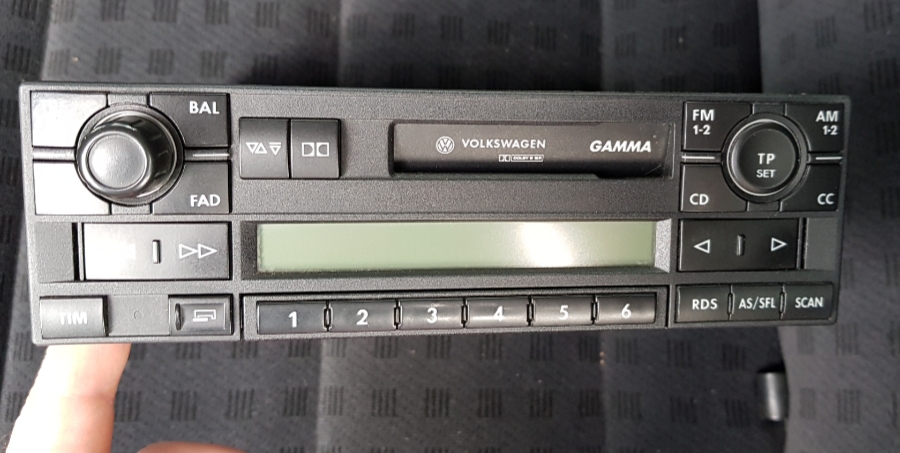 BAL
FAD
VOLKSWAGEN
GAMMA
FM
1-2
AM
1-2
TP
SET
CD
CC
TIM
1 2 3 4 5 6
RDS AS/SFL SCAN